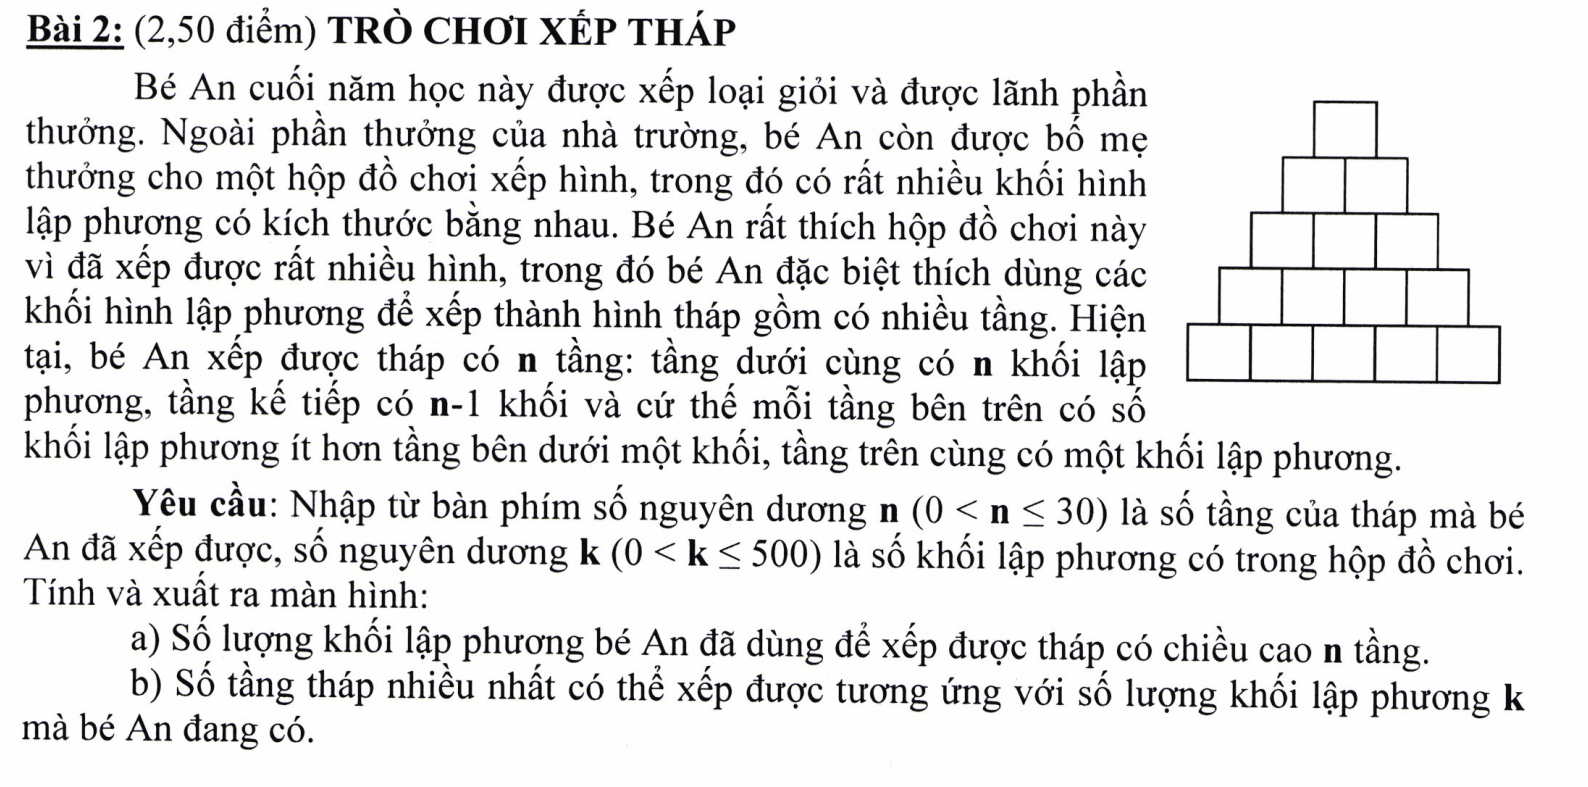 Bài 2: (2,50 điểm) TRÒ CHƠI XẾP THÁP
Bé An cuối năm học này được xếp loại giỏi và được lãnh phần
thưởng. Ngoài phần thưởng của nhà trường, bé An còn được bố mẹ
thưởng cho một hộp đồ chơi xếp hình, trong đó có rất nhiều khối hình
lập phương có kích thước bằng nhau. Bé An rất thích hộp đồ chơi này
vì đã xếp được rất nhiều hình, trong đó bé An đặc biệt thích dùng các
khối hình lập phương để xếp thành hình tháp gồm có nhiều tầng. Hiện
tại, bé An xếp được tháp có n tầng: tầng dưới cùng có n khối lập
phương, tầng kế tiếp có n-1 khối và cứ thế mỗi tầng bên trên có số
khối lập phương ít hơn tầng bên dưới một khối, tầng trên cùng có một khối lập phương.
Yêu cầu: Nhập từ bàn phím số nguyên dương n (0 < n ≤ 30) là số tầng của tháp mà bé
An đã xếp được, số nguyên dương k (0 < k ≤ 500) là số khối lập phương có trong hộp đồ chơi.
Tính và xuất ra màn hình:
a) Số lượng khối lập phương bé An đã dùng để xếp được tháp có chiều cao n tầng.
b) Số tầng tháp nhiều nhất có thể xếp được tương ứng với số lượng khối lập phương k
mà bé An đang có.